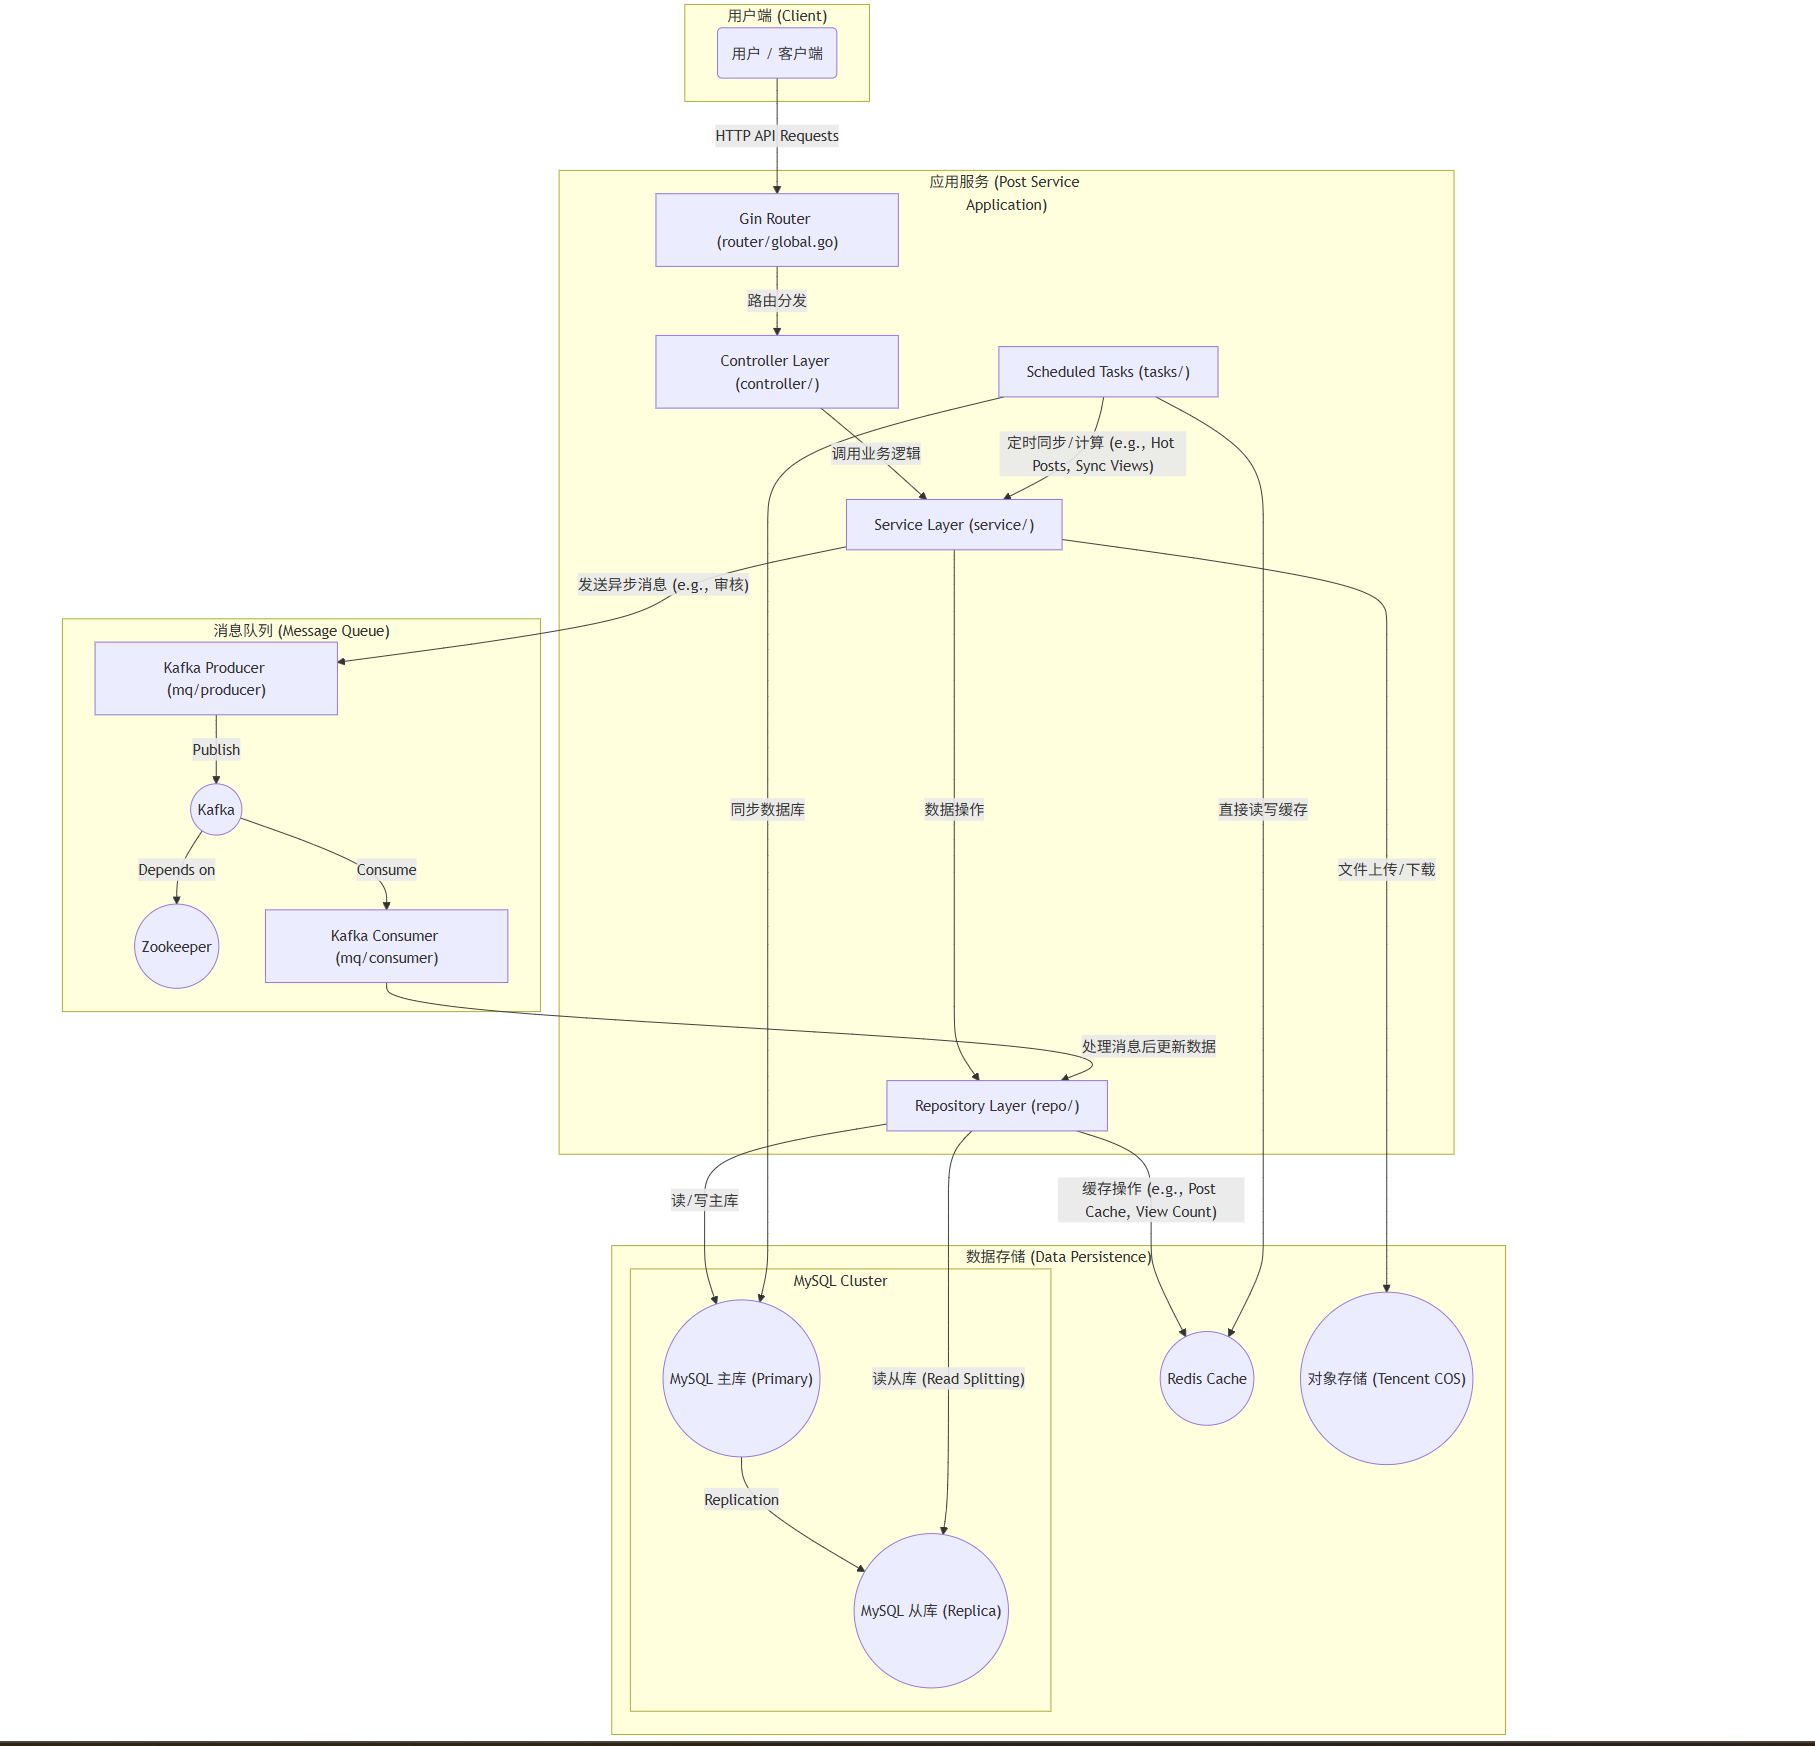 用户端 (Client)
用户 / 客户端
HTTP API Requests
应用服务 (Post Service
Application)
Gin Router
(router/global.go)
路由分发
Controller Layer
(controller/)
Scheduled Tasks (tasks/)
调用业务逻辑
定时同步/计算 (e.g., Hot
Posts, Sync Views)
Service Layer (service/)
发送异步消息 (e.g., 审核)
消息队列 (Message Queue)
Kafka Producer
(mq/producer)
Publish
Kafka
同步数据库
数据操作
直接读写缓存
Depends on
Consume
文件上传/下载
Zookeeper
Kafka Consumer
(mq/consumer)
处理消息后更新数据
Repository Layer (repo/)
读/写主库
缓存操作 (e.g., Post
Cache, View Count)
数据存储 (Data Persistence)
MySQL Cluster
MySQL 主库 (Primary)
读从库 (Read Splitting)
Redis Cache
对象存储 (Tencent COS)
Replication
MySQL 从库 (Replica)